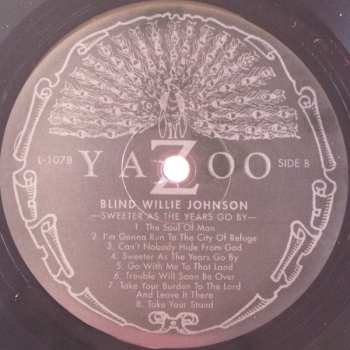 L-1078
YAZOO
SIDE B
BLIND WILLIE JOHNSON
—SWEETER AS THE YEARS GO BY—
1. The Soul Of Man
2. I'm Gonna Run To The City Of Refuge
3. Can't Nobody Hide From God
4. Sweeter As The Years Go By
5. Go With Me To That Land
6. Trouble Will Soon Be Over
7. Take Your Burden To The Lord
And Leave It There
8. Take Your Stand